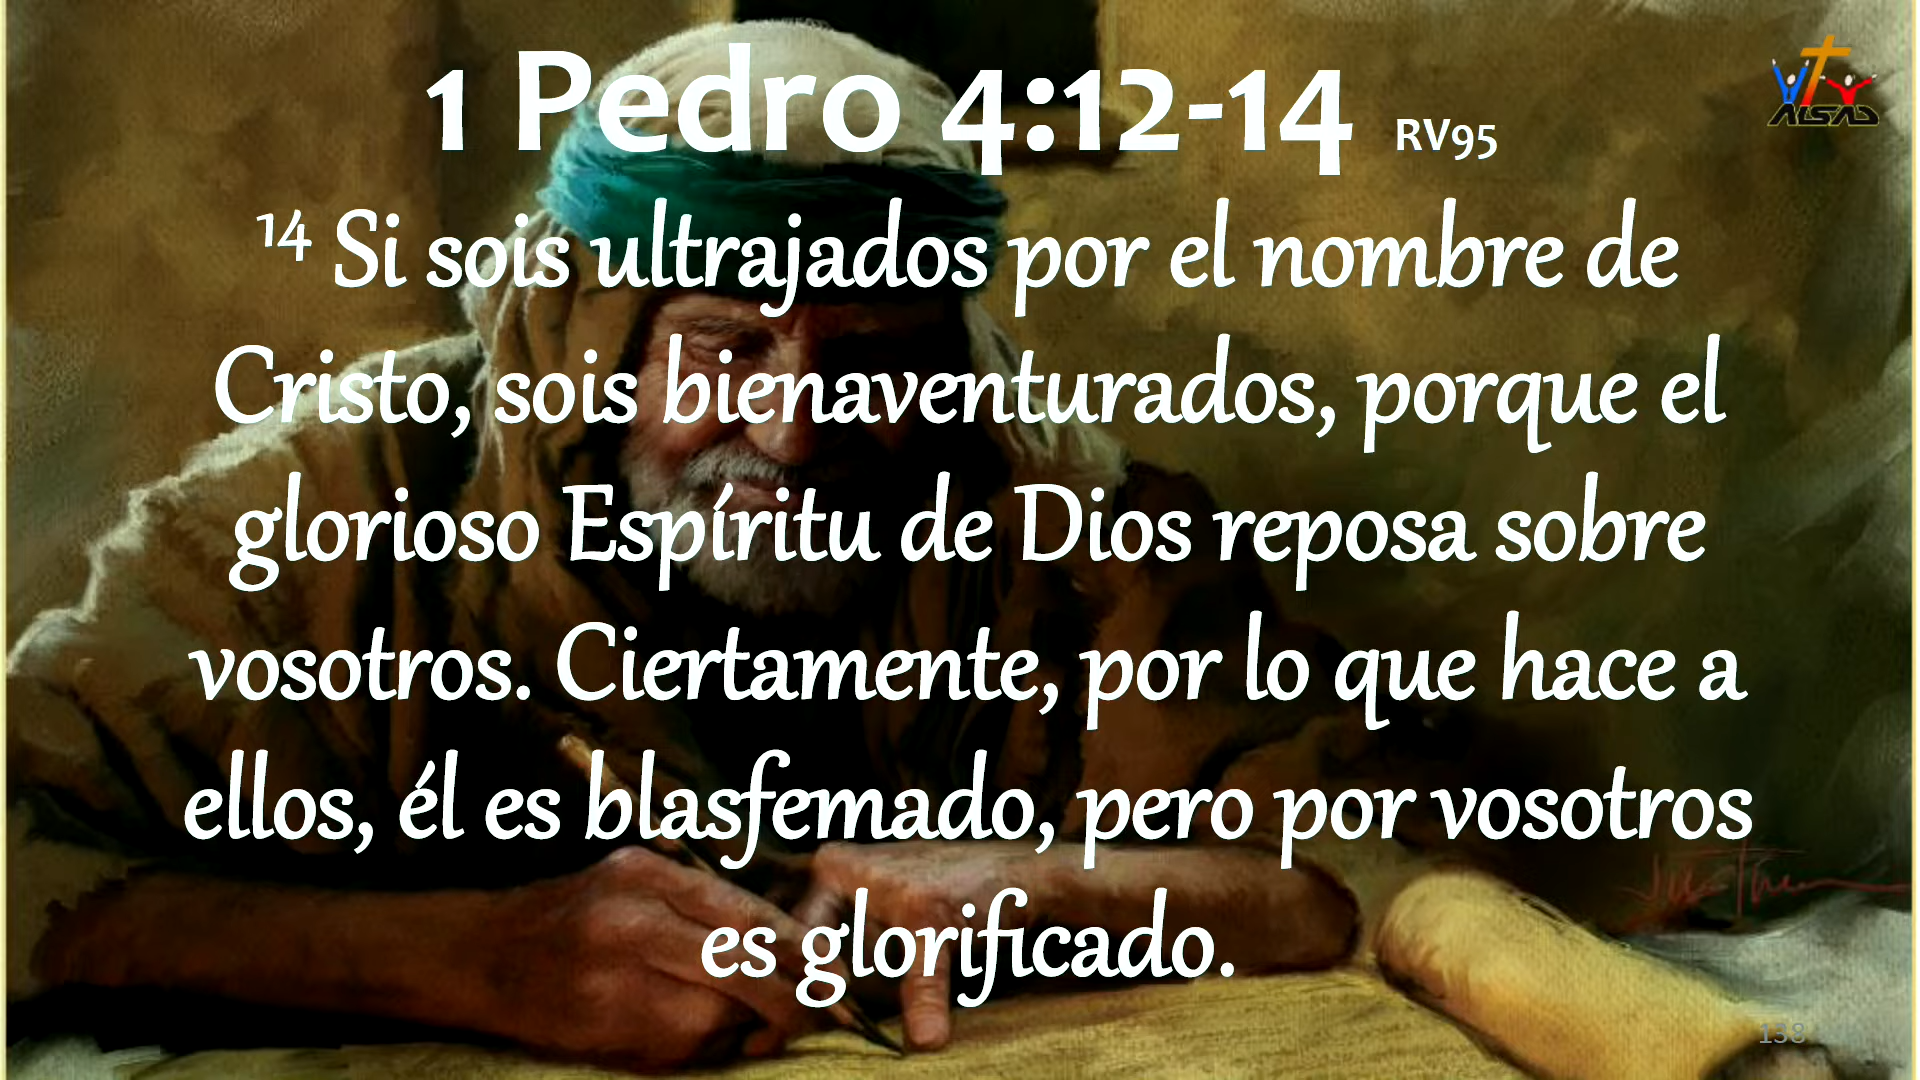 1 Pedro 4:12-14 RV95
ALSAD
14 Si sois ultrajados por el nombre de
Cristo, sois bienaventurados, porque el
glorioso Espíritu de Dios reposa sobre
vosotros. Ciertamente, por lo que hace a
ellos, él es blasfemado, pero por vosotros
es glorificado.
138